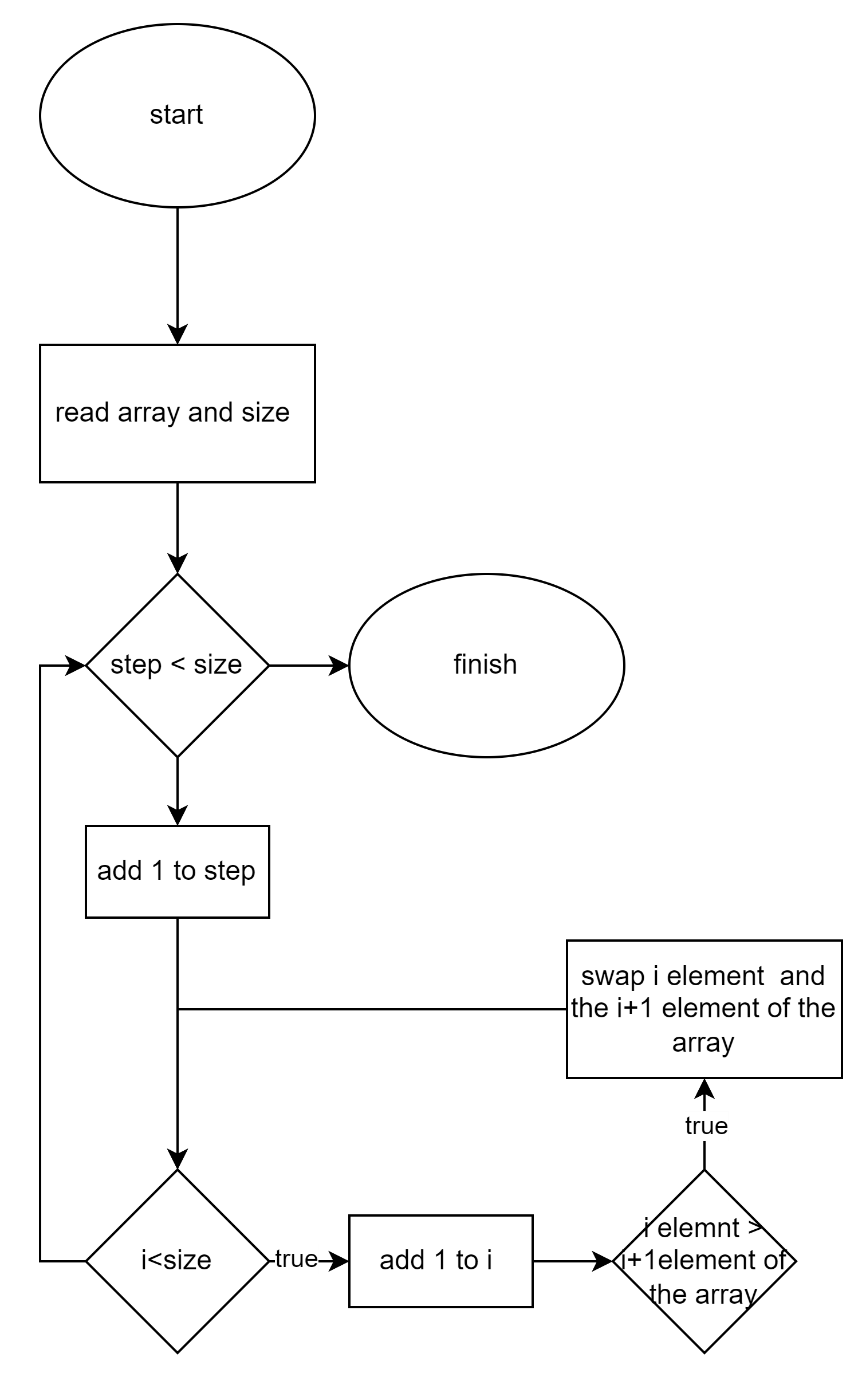 start
read array and size
step < size
finish
add 1 to step
swap i element  and
the i+1 element of the
array
true
i<size
true
add 1 to i
i elemnt >
i+1element of
the array